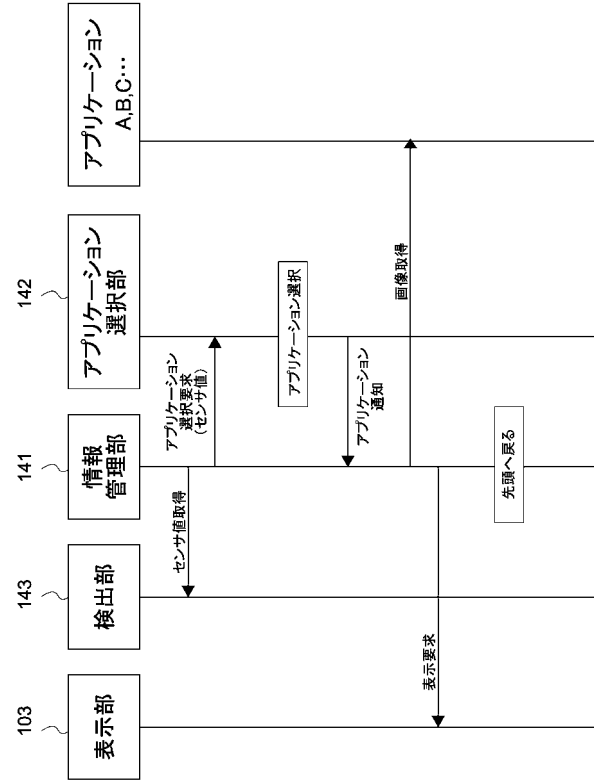 103
表示部
143
検出部
141
情報
管理部
142
アプリケーション
選択部
アプリケーション
A,B,C…
センサ値取得
アプリケーション
選択要求
(センサ値)
アプリケーション選択
アプリケーション
通知
画像取得
表示要求
先頭へ戻る